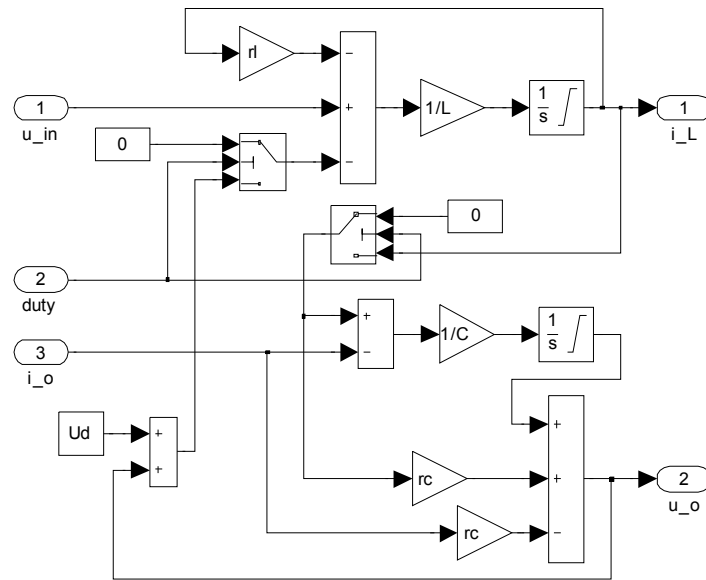 rl
−
1
u_in
+
1/L
1
s
1
i_L
0
−
0
2
duty
+
−
1/C
1
s
3
i_o
Ud
+
+
+
rc
+
2
u_o
rc
−